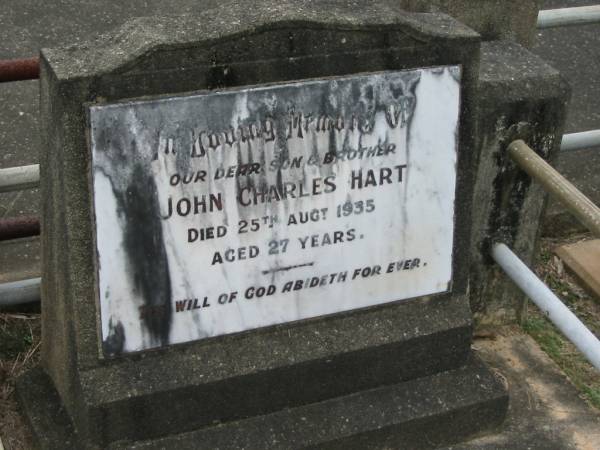 In Loving Memory Of
OUR DEAR SON & BROTHER
JOHN CHARLES HART
DIED 25TH AUGT 1935
AGED 27 YEARS.
THE WILL OF GOD ABIDETH FOR EVER.